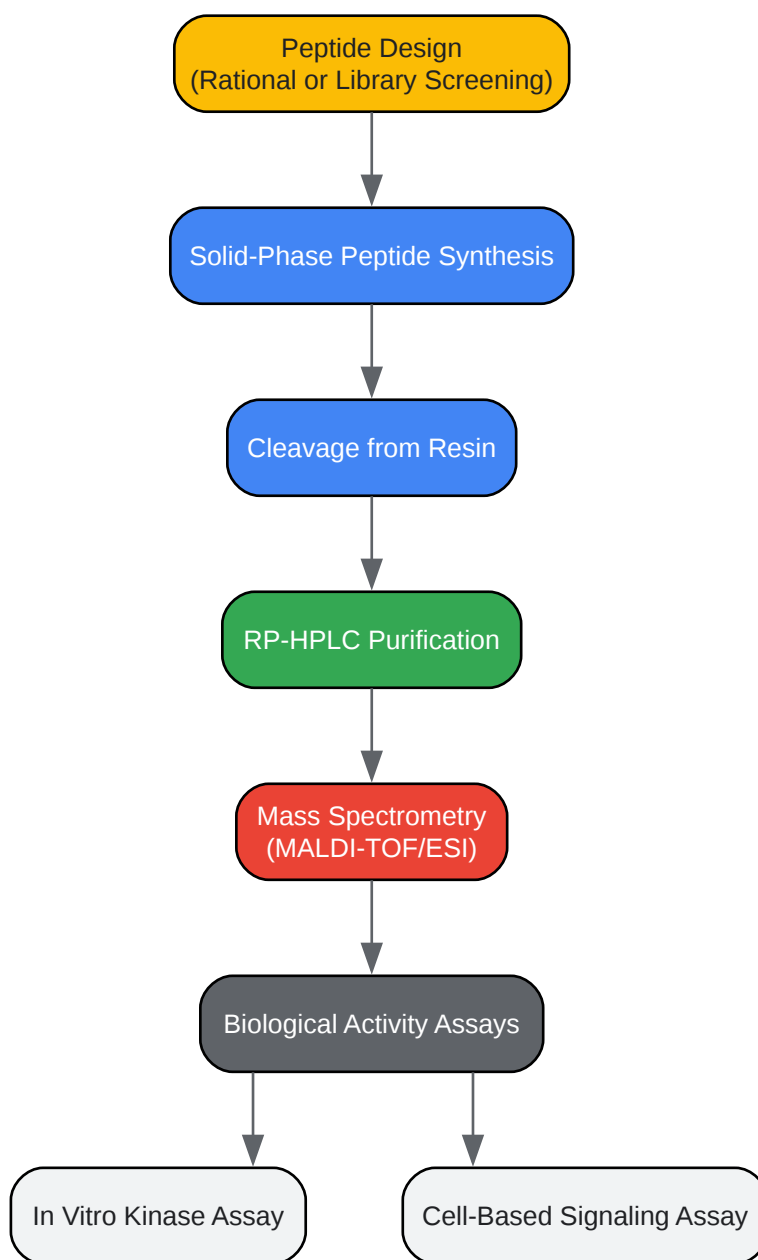 Peptide Design
(Rational or Library Screening)
Solid-Phase Peptide Synthesis
Cleavage from Resin
RP-HPLC Purification
Mass Spectrometry
(MALDI-TOF/ESI)
Biological Activity Assays
In Vitro Kinase Assay
Cell-Based Signaling Assay